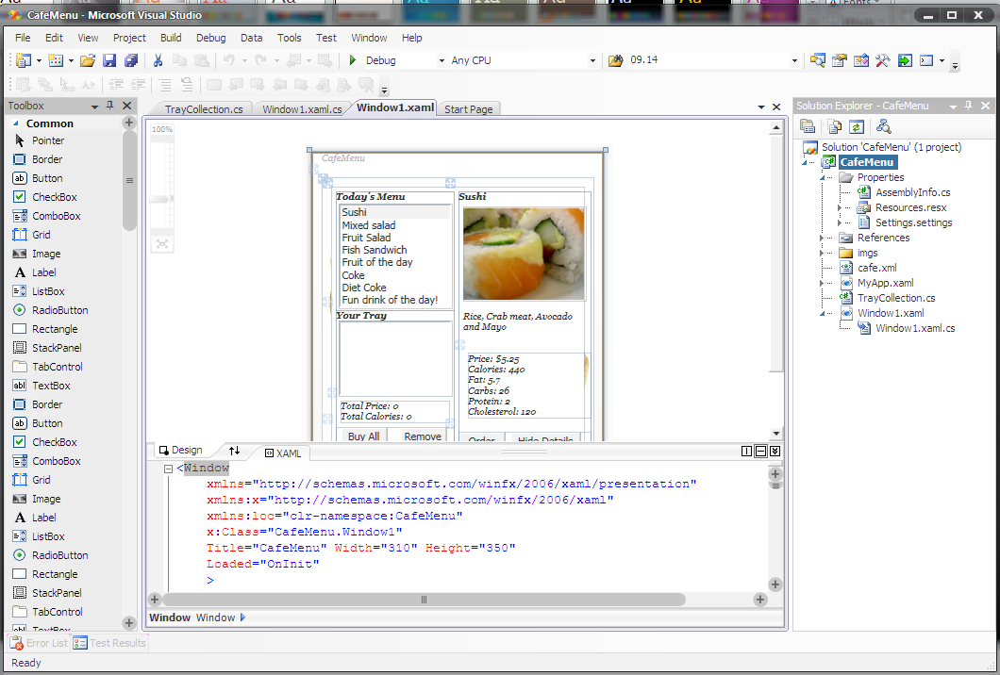 CafeMenu - Microsoft Visual Studio
File Edit View Project Build Debug Data Tools Test Window Help
Debug Any CPU 09.14
Toolbox
Common
Pointer
Border
Button
CheckBox
ComboBox
Grid
Image
Label
ListBox
RadioButton
Rectangle
StackPanel
TabControl
TextBox
Border
Button
CheckBox
ComboBox
Grid
Image
Label
ListBox
RadioButton
Rectangle
StackPanel
TabControl
TextBox
TrayCollection.cs Window1.xaml.cs Window1.xaml Start Page
100%
CafeMenu
Today's Menu
Sushi
Mixed salad
Fruit Salad
Fish Sandwich
Fruit of the day
Coke
Diet Coke
Fun drink of the day!
Your Tray
Total Price: 0
Total Calories: 0
Buy All Remove
Sushi
Rice, Crab meat, Avocado
and Mayo
Price: $5.25
Calories: 440
Fat: 5.7
Carbs: 26
Protein: 2
Cholesterol: 120
Order Hide Details
Design XAML
<Window
xmlns="http://schemas.microsoft.com/winfx/2006/xaml/presentation"
xmlns:x="http://schemas.microsoft.com/winfx/2006/xaml"
xmlns:loc="clr-namespace:CafeMenu"
x:Class="CafeMenu.Window1"
Title="CafeMenu" Width="310" Height="350"
Loaded="OnInit"
>
Window Window
Solution Explorer - CafeMenu
Solution 'CafeMenu' (1 project)
CafeMenu
Properties
AssemblyInfo.cs
Resources.resx
Settings.settings
References
imgs
cafe.xml
MyApp.xaml
TrayCollection.cs
Window1.xaml
Window1.xaml.cs
Error List Test Results
Ready